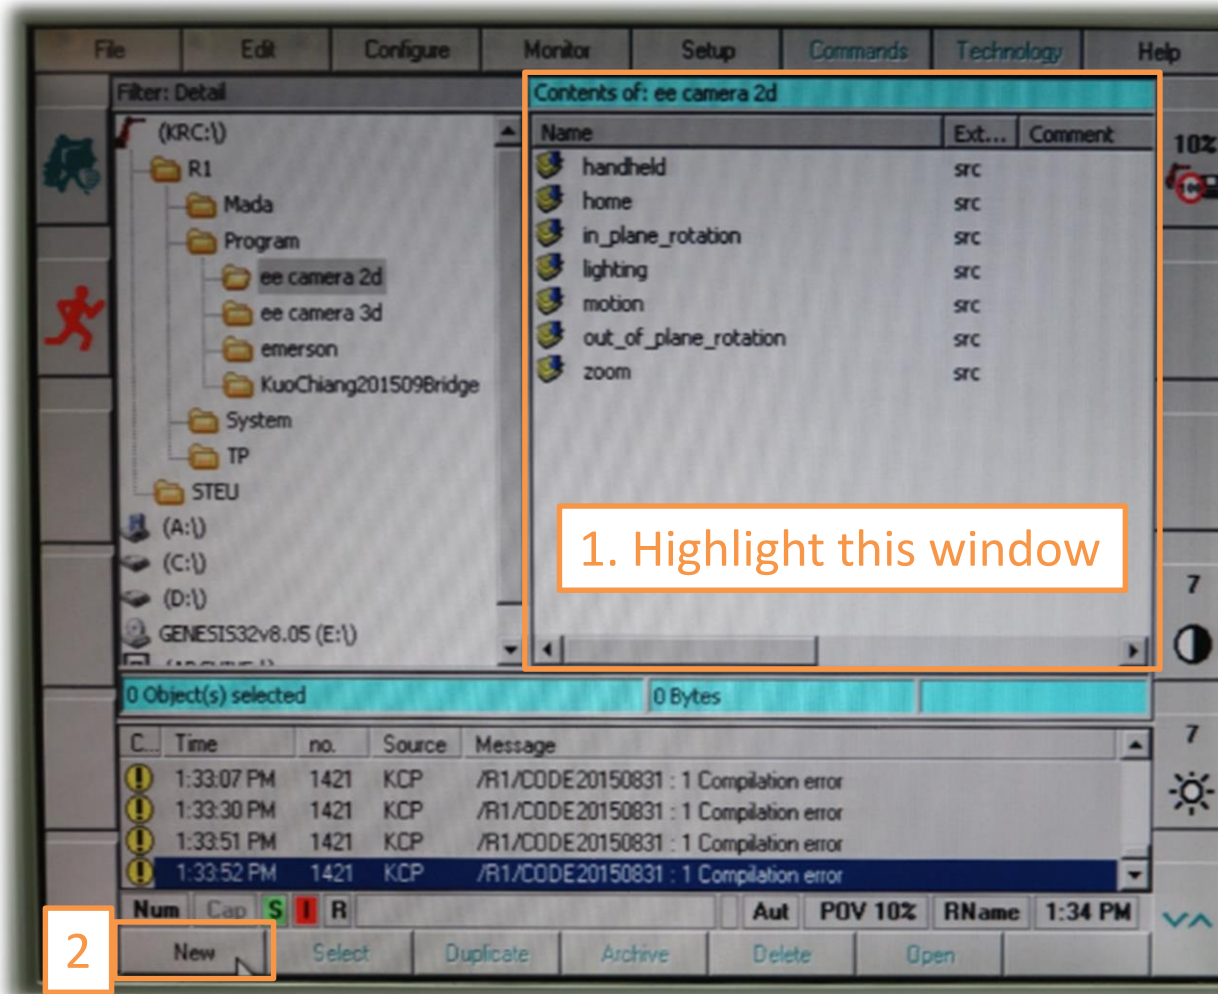 File Edit Configure Monitor Setup Commands Technology Help
Filter: Detail
Contents of: ee camera 2d
(KRC:\)
R1
Mada
Program
ee camera 2d
ee camera 3d
emerson
KuoChiang201509Bridge
System
TP
STEU
(A:\)
(C:\)
(D:\)
GENESIS32v8.05 (E:\)
Name Ext... Comment
handheld src
home src
in_plane_rotation src
lighting src
motion src
out_of_plane_rotation src
zoom src
1. Highlight this window
10%
100
7
7
0 Object(s) selected 0 Bytes
C... Time no. Source Message
1:33:07 PM 1421 KCP /R1/CODE20150831 : 1 Compilation error
1:33:30 PM 1421 KCP /R1/CODE20150831 : 1 Compilation error
1:33:51 PM 1421 KCP /R1/CODE20150831 : 1 Compilation error
1:33:52 PM 1421 KCP /R1/CODE20150831 : 1 Compilation error
Num Cap S I R Aut POV 10% RName 1:34 PM
2
New Select Duplicate Archive Delete Open